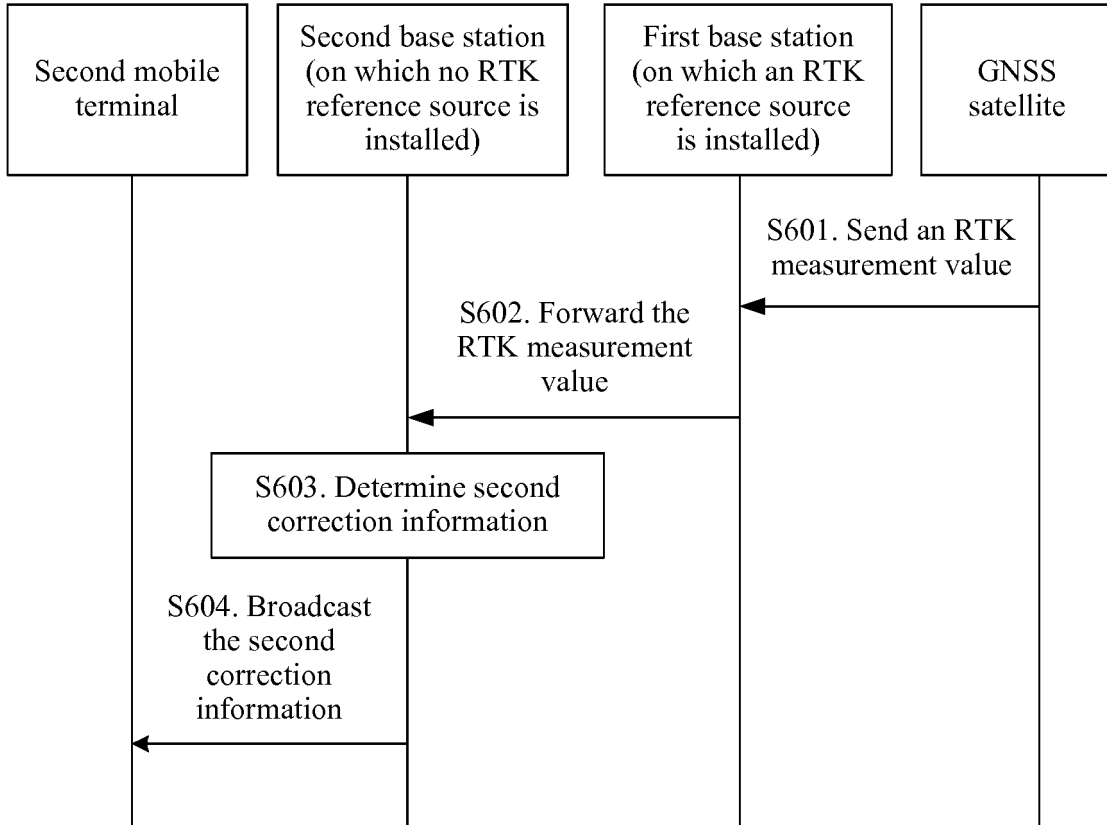 Second mobile
terminal
Second base station
(on which no RTK
reference source is
installed)
First base station
(on which an RTK
reference source
is installed)
GNSS
satellite
S601. Send an RTK
measurement value
S602. Forward the
RTK measurement
value
S603. Determine second
correction information
S604. Broadcast
the second
correction
information